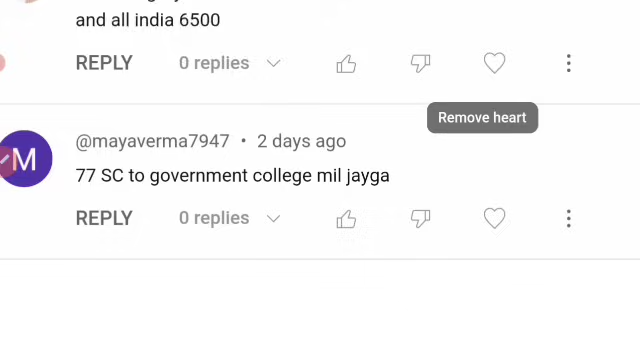 and all india 6500
REPLY 0 replies
Remove heart
M @mayaverma7947 • 2 days ago
77 SC to government college mil jayga
REPLY 0 replies